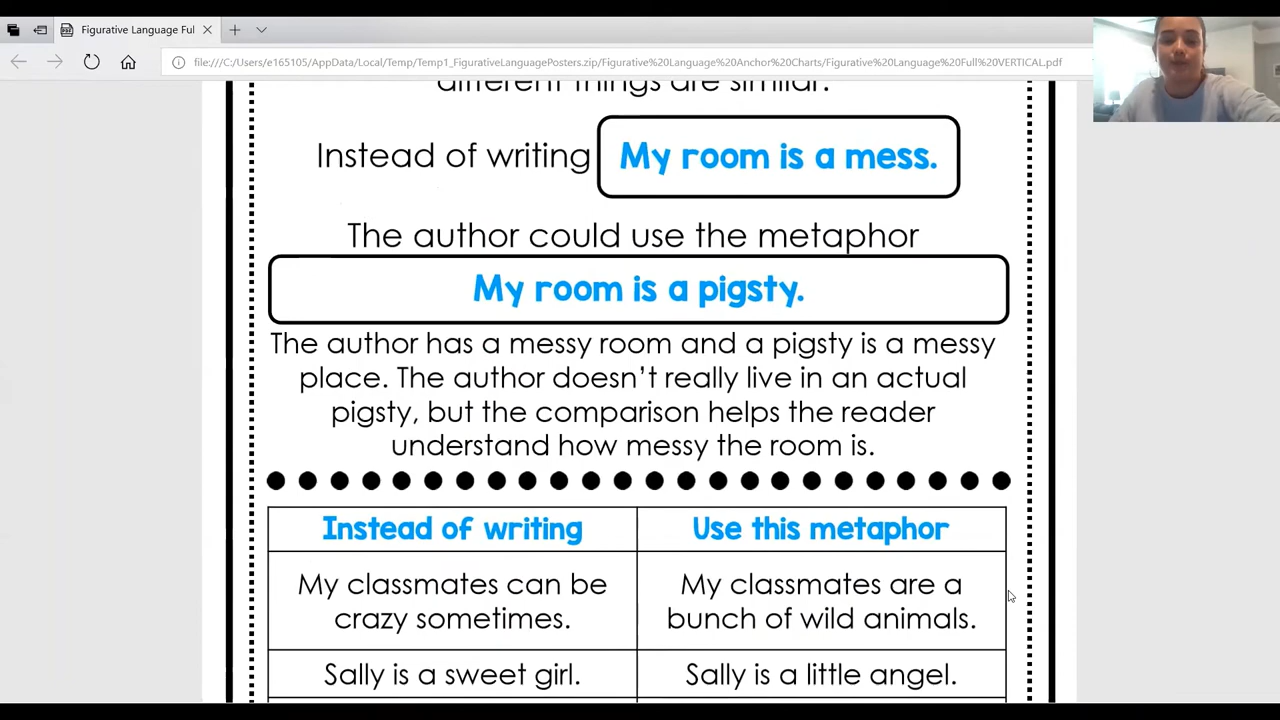 Figurative Language Ful
file:///C:/Users/e165105/AppData/Local/Temp/Temp1_FigurativeLanguagePosters.zip/Figurative%20Language%20Anchor%20Charts/Figurative%20Language%20Full%20VERTICAL.pdf
different things are similar.
Instead of writing My room is a mess.
The author could use the metaphor
My room is a pigsty.
The author has a messy room and a pigsty is a messy
place. The author doesn't really live in an actual
pigsty, but the comparison helps the reader
understand how messy the room is.
Instead of writing Use this metaphor
My classmates can be My classmates are a
crazy sometimes. bunch of wild animals.
Sally is a sweet girl. Sally is a little angel.